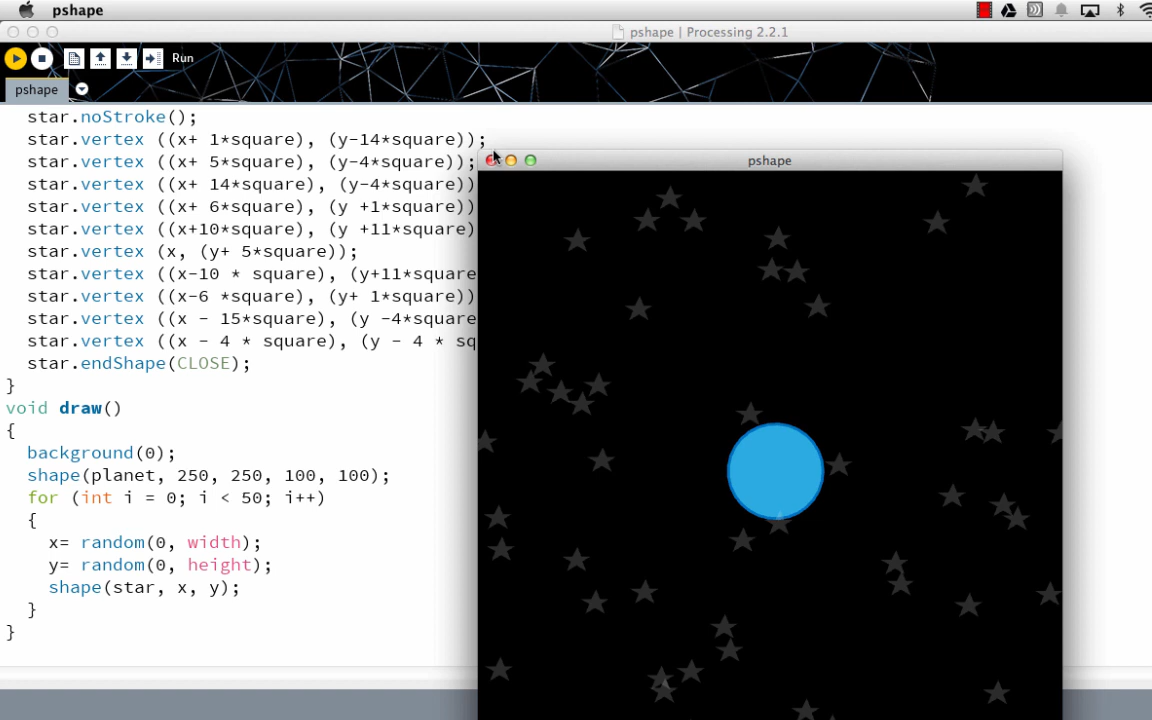 pshape
pshape | Processing 2.2.1
Run
pshape
star.noStroke();
star.vertex ((x+ 1*square), (y-14*square));
star.vertex ((x+ 5*square), (y-4*square));
star.vertex ((x+ 14*square), (y-4*square))
star.vertex ((x+ 6*square), (y +1*square))
star.vertex ((x+10*square), (y +11*square)
star.vertex (x, (y+ 5*square));
star.vertex ((x-10 * square), (y+11*square
star.vertex ((x-6 *square), (y+ 1*square))
star.vertex ((x - 15*square), (y -4*square
star.vertex ((x - 4 * square), (y - 4 * sq
star.endShape(CLOSE);
}
void draw()
{
background(0);
shape(planet, 250, 250, 100, 100);
for (int i = 0; i < 50; i++)
{
x= random(0, width);
y= random(0, height);
shape(star, x, y);
}
}
pshape